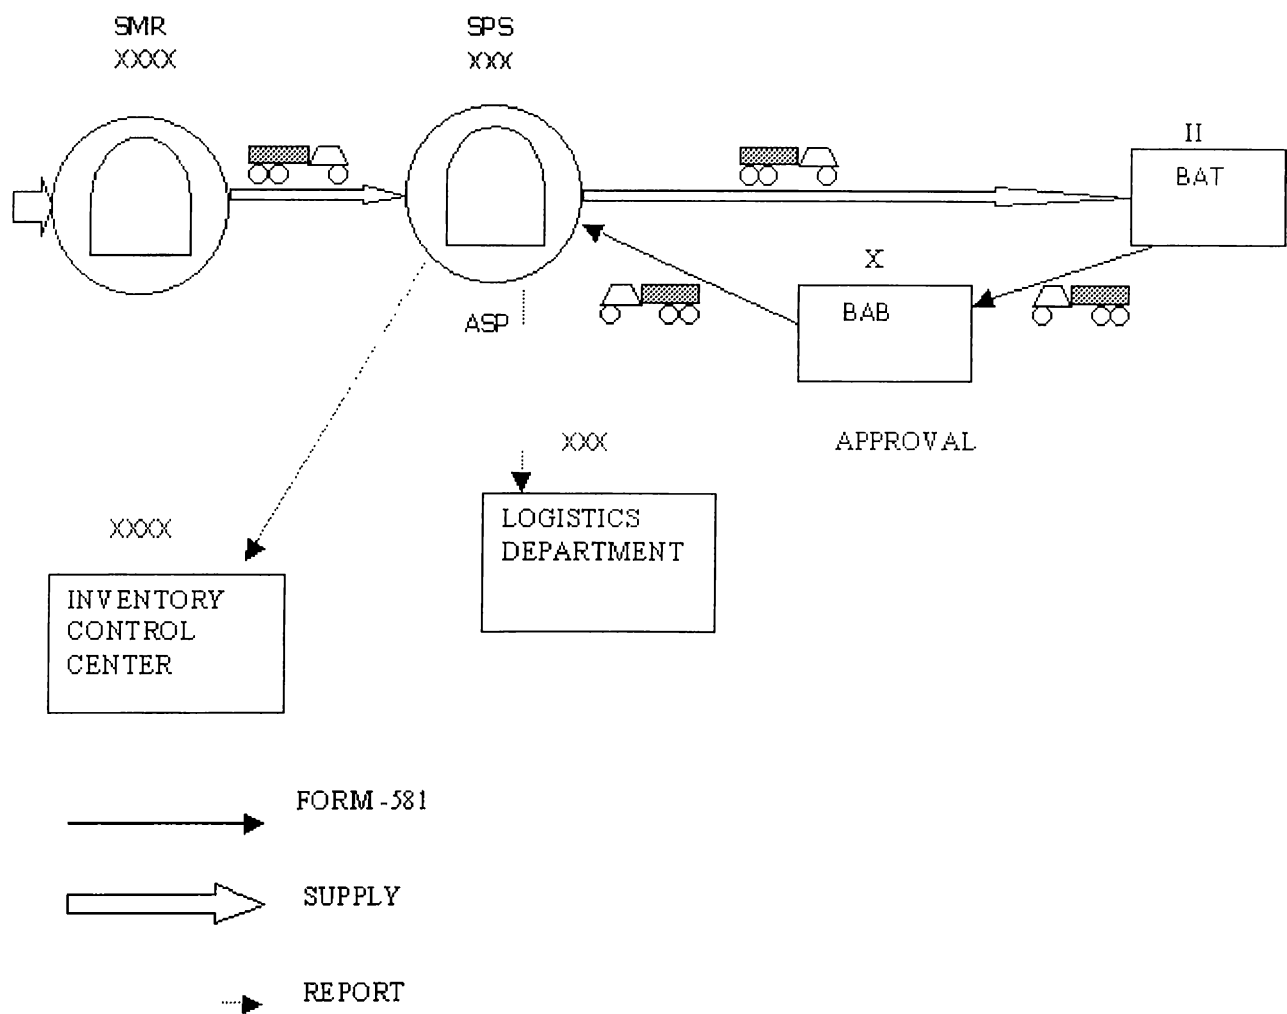 SMR
XXXX
SPS
XXX
II
BAT
X
BAB
ASP
XXX
APPROVAL
LOGISTICS
DEPARTMENT
XXXX
INVENTORY
CONTROL
CENTER
FORM-581
SUPPLY
REPORT